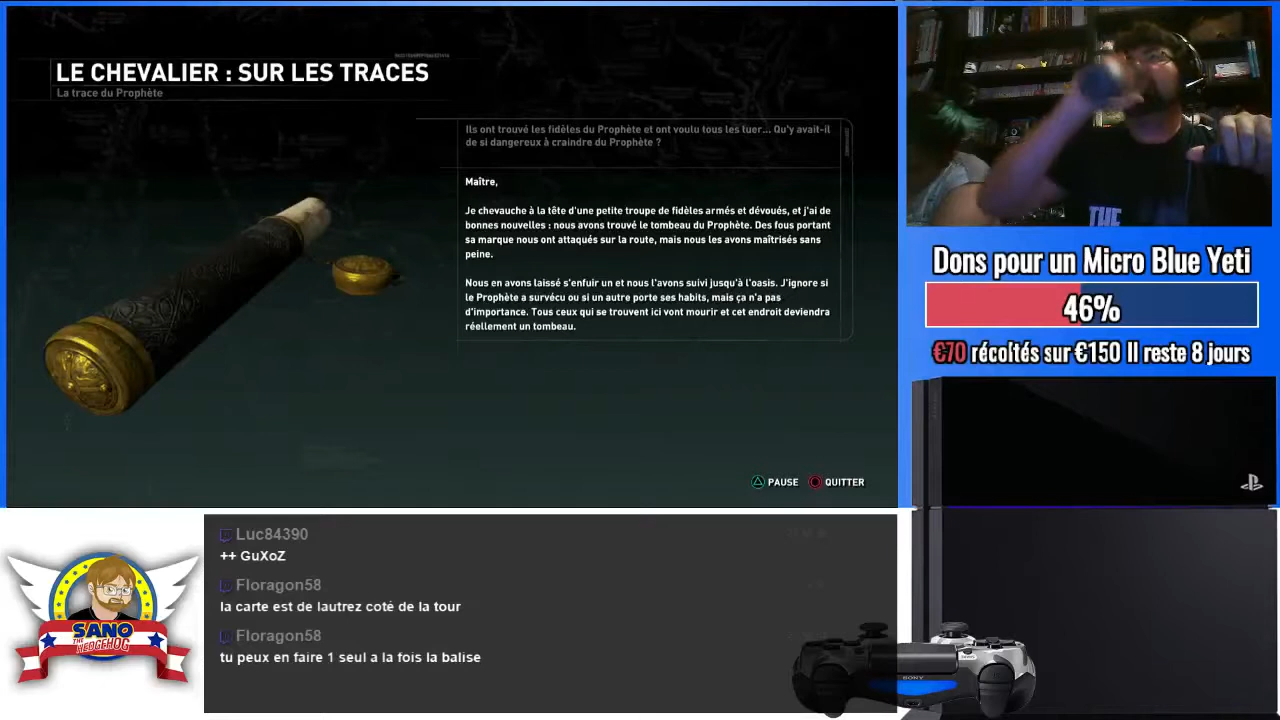 LE CHEVALIER : SUR LES TRACES
La trace du Prophète
Ils ont trouvé les fidèles du Prophète et ont voulu tous les tuer... Qu'y avait-il
de si dangereux à craindre du Prophète ?
Maître,
Je chevauche à la tête d'une petite troupe de fidèles armés et dévoués, et j'ai de
bonnes nouvelles : nous avons trouvé le tombeau du Prophète. Des fous portant
sa marque nous ont attaqués sur la route, mais nous les avons maîtrisés sans
peine.
Nous en avons laissé s'enfuir un et nous l'avons suivi jusqu'à l'oasis. J'ignore si
le Prophète a survécu ou si un autre porte ses habits, mais ça n'a pas
d'importance. Tous ceux qui se trouvent ici vont mourir et cet endroit deviendra
réellement un tombeau.
PAUSE QUITTER
THE
Dons pour un Micro Blue Yeti
46%
€70 récoltés sur €150 II reste 8 jours
Luc84390
++ GuXoZ
Floragon58
la carte est de lautrez coté de la tour
Floragon58
tu peux en faire 1 seul a la fois la balise
SANO
THE HEDGEHOG
SONY